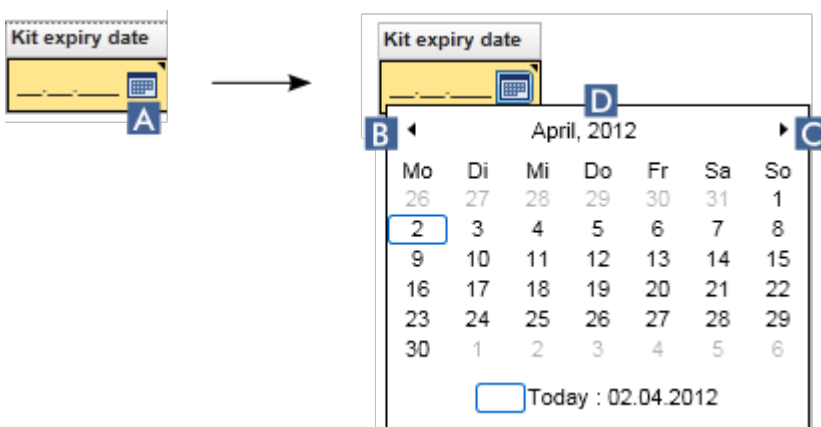 Kit expiry date
__.__.____
A
Kit expiry date
__.__.____
D
B
April, 2012
C
Mo Di Mi Do Fr Sa So
26 27 28 29 30 31 1
2 3 4 5 6 7 8
9 10 11 12 13 14 15
16 17 18 19 20 21 22
23 24 25 26 27 28 29
30 1 2 3 4 5 6
Today : 02.04.2012